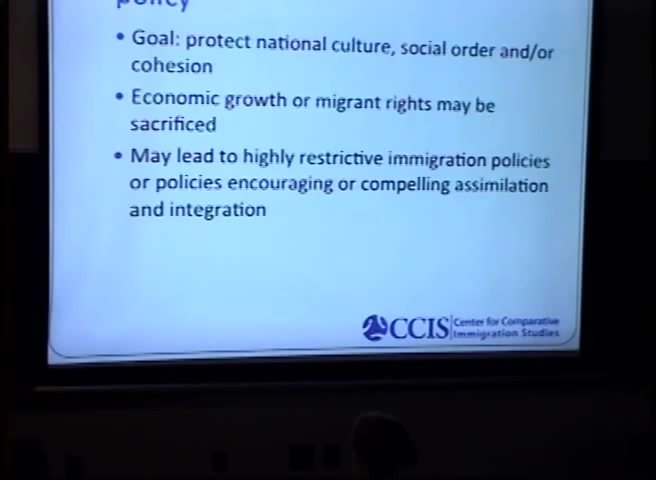 policy
• Goal: protect national culture, social order and/or
cohesion
• Economic growth or migrant rights may be
sacrificed
• May lead to highly restrictive immigration policies
or policies encouraging or compelling assimilation
and integration
CCIS Center for Comparative
Immigration Studies